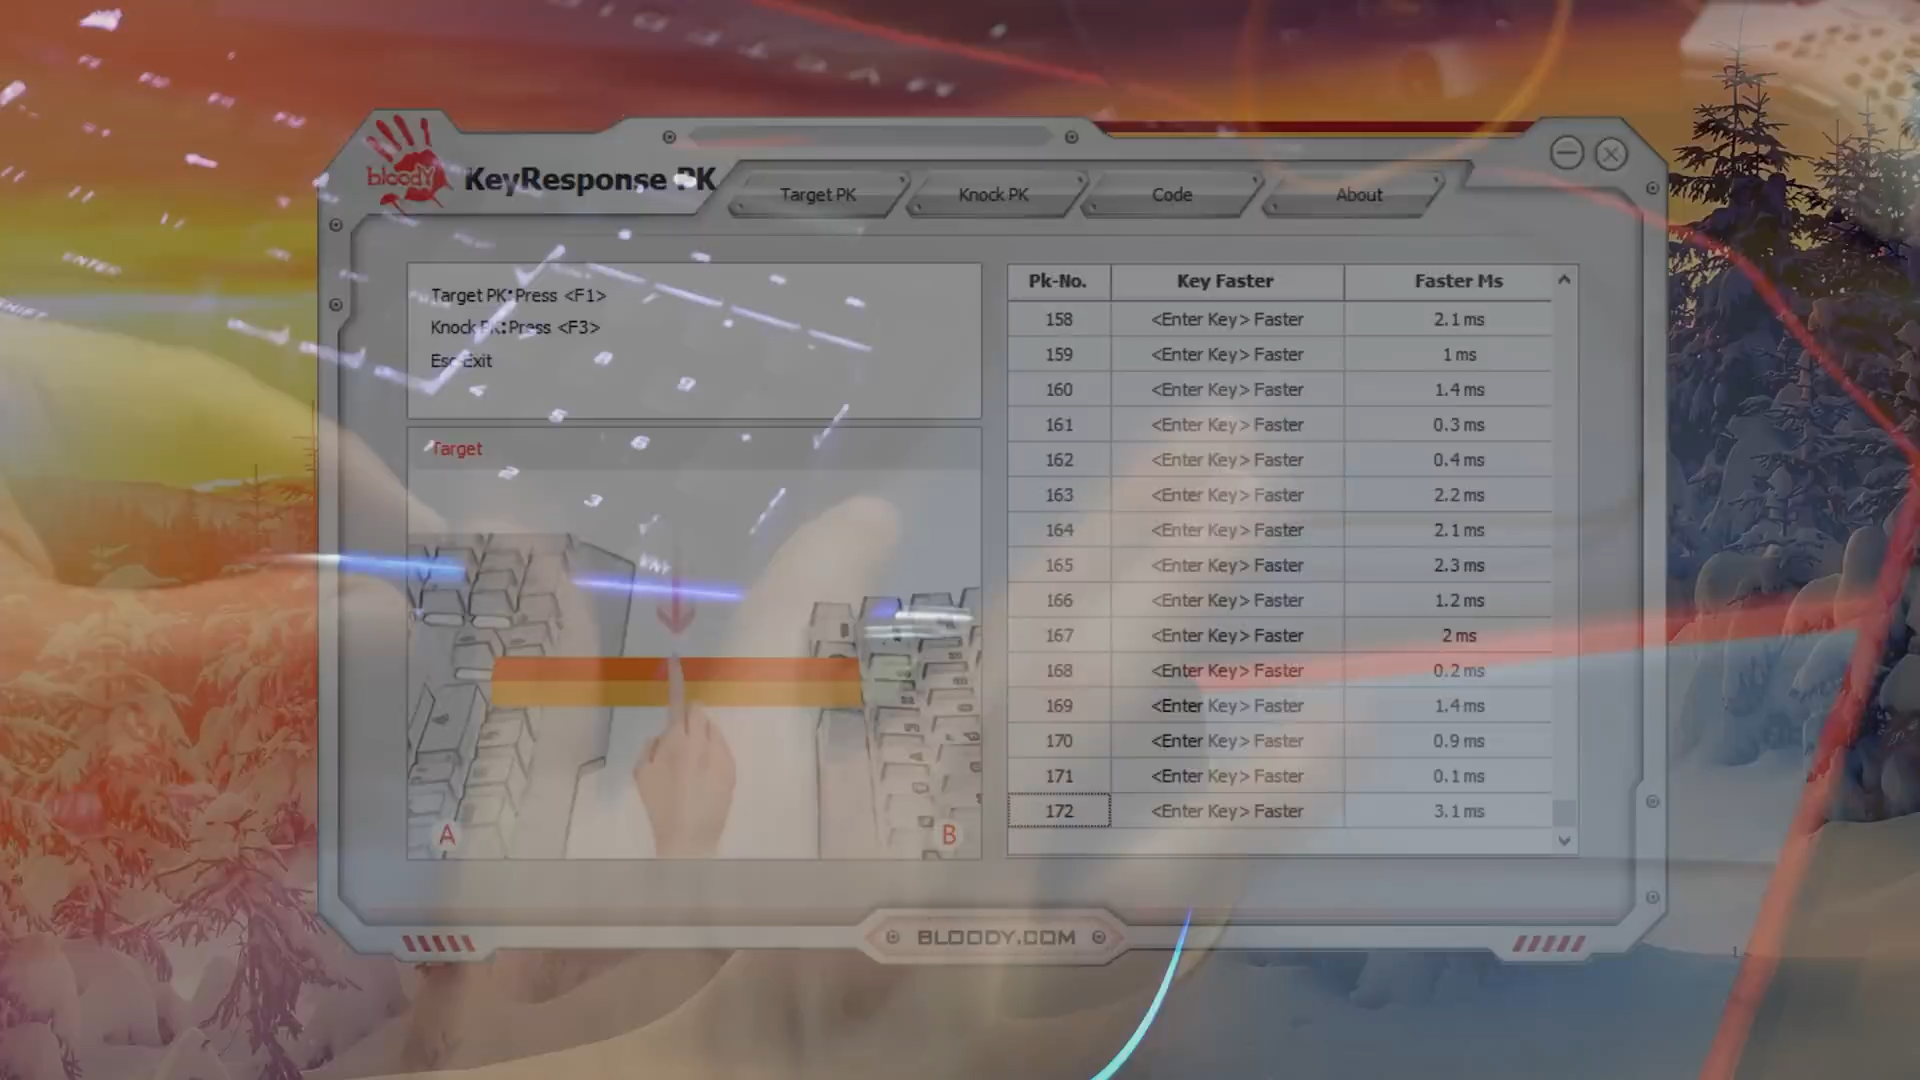 bloody
KeyResponse PK
Target PK
Knock PK
Code
About
Target PK:Press <F1>
Knock PK:Press <F3>
Esc-Exit
Target
A
B
Pk-No. Key Faster Faster Ms
158 <Enter Key> Faster 2.1 ms
159 <Enter Key> Faster 1 ms
160 <Enter Key> Faster 1.4 ms
161 <Enter Key> Faster 0.3 ms
162 <Enter Key> Faster 0.4 ms
163 <Enter Key> Faster 2.2 ms
164 <Enter Key> Faster 2.1 ms
165 <Enter Key> Faster 2.3 ms
166 <Enter Key> Faster 1.2 ms
167 <Enter Key> Faster 2 ms
168 <Enter Key> Faster 0.2 ms
169 <Enter Key> Faster 1.4 ms
170 <Enter Key> Faster 0.9 ms
171 <Enter Key> Faster 0.1 ms
172 <Enter Key> Faster 3.1 ms
BLOODY.COM
ENTER
SHIFT